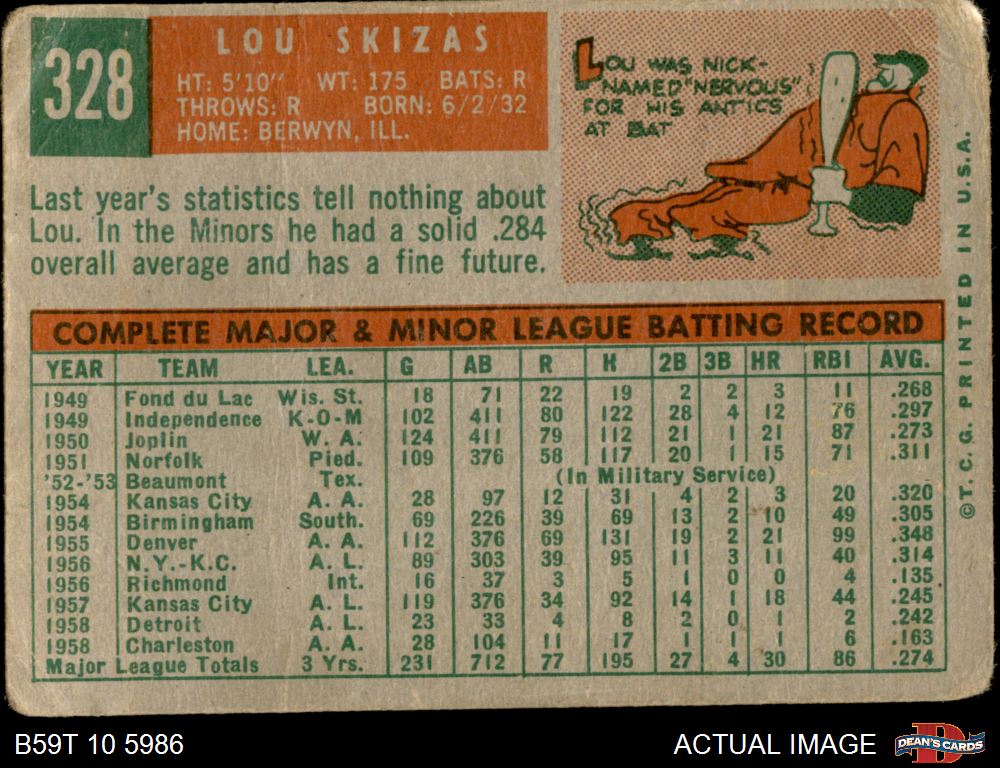 328
LOU SKIZAS
HT: 5'10" WT: 175 BATS: R
THROWS: R BORN: 6/2/32
HOME: BERWYN, ILL.
LOU WAS NICK-
NAMED "NERVOUS"
FOR HIS ANTICS
AT BAT
Last year's statistics tell nothing about
Lou. In the Minors he had a solid .284
overall average and has a fine future.
COMPLETE MAJOR & MINOR LEAGUE BATTING RECORD
YEAR TEAM LEA. G AB R H 2B 3B HR RBI AVG.
1949 Fond du Lac Wis. St. 18 71 22 19 2 2 3 11 .268
1949 Independence K-O-M 102 411 80 122 28 4 12 76 .297
1950 Joplin W. A. 124 411 79 112 21 1 21 87 .273
1951 Norfolk Pied. 109 376 58 117 20 1 15 71 .311
'52-'53 Beaumont Tex. (In Military Service)
1954 Kansas City A. A. 28 97 12 31 4 2 3 20 .320
1954 Birmingham South. 69 226 39 69 13 2 10 49 .305
1955 Denver A. A. 112 376 69 131 19 2 21 99 .348
1956 N.Y.-K.C. A. L. 89 303 39 95 11 3 11 40 .314
1956 Richmond Int. 16 37 3 5 1 0 0 4 .135
1957 Kansas City A. L. 119 376 34 92 14 1 18 44 .245
1958 Detroit A. L. 23 33 4 8 2 0 1 2 .242
1958 Charleston A. A. 28 104 11 17 1 1 1 6 .163
Major League Totals 3 Yrs. 231 712 77 195 27 4 30 86 .274
©T. C. G. PRINTED IN U.S.A.
B59T 10 5986
ACTUAL IMAGE
D
DEAN'S CARDS